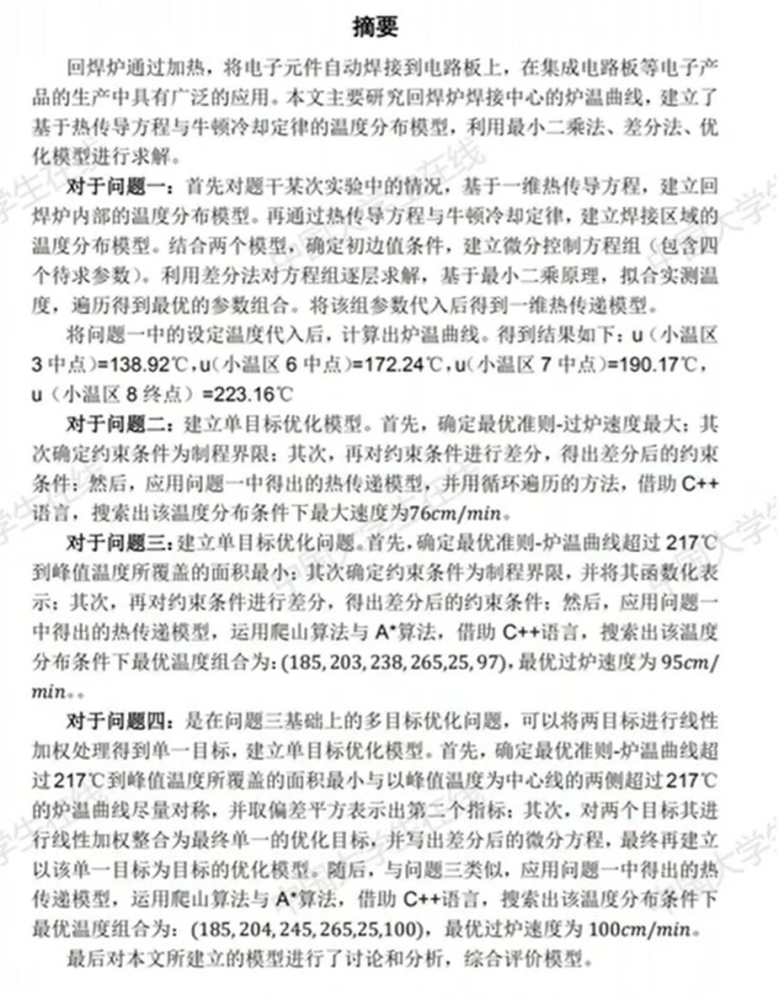 摘要
回焊炉通过加热，将电子元件自动焊接到电路板上，在集成电路板等电子产
品的生产中具有广泛的应用。本文主要研究回焊炉焊接中心的炉温曲线，建立了
基于热传导方程与牛顿冷却定律的温度分布模型，利用最小二乘法、差分法、优
化模型进行求解。
对于问题一：首先对题干某次实验中的情况，基于一维热传导方程，建立回
焊炉内部的温度分布模型。再通过热传导方程与牛顿冷却定律，建立焊接区域的
温度分布模型。结合两个模型，确定初边值条件，建立微分控制方程组（包含四
个待求参数）。利用差分法对方程组逐层求解，基于最小二乘原理，拟合实测温
度，遍历得到最优的参数组合。将该组参数代入后得到一维热传递模型。
将问题一中的设定温度代入后，计算出炉温曲线。得到结果如下：u（小温区
3 中点）=138.92℃,u(小温区 6 中点)=172.24℃,u(小温区 7 中点)=190.17℃，
u（小温区 8 终点）=223.16℃
对于问题二：建立单目标优化模型。首先，确定最优准则-过炉速度最大；其
次确定约束条件为制程界限；其次，再对约束条件进行差分，得出差分后的约束
条件；然后，应用问题一中得出的热传递模型，并用循环遍历的方法，借助 C++
语言，搜索出该温度分布条件下最大速度为76cm/min。
对于问题三：建立单目标优化问题。首先，确定最优准则-炉温曲线超过 217℃
到峰值温度所覆盖的面积最小；其次确定约束条件为制程界限，并将其函数化表
示；其次，再对约束条件进行差分，得出差分后的约束条件；然后，应用问题一
中得出的热传递模型，运用爬山算法与 A*算法，借助 C++语言，搜索出该温度
分布条件下最优温度组合为：(185, 203, 238, 265,25, 97)，最优过炉速度为 95cm/
min。。
对于问题四：是在问题三基础上的多目标优化问题，可以将两目标进行线性
加权处理得到单一目标，建立单目标优化模型。首先，确定最优准则-炉温曲线超
过217℃到峰值温度所覆盖的面积最小与以峰值温度为中心线的两侧超过217℃
的炉温曲线尽量对称，并取偏差平方表示出第二个指标；其次，对两个目标其进
行线性加权整合为最终单一的优化目标，并写出差分后的微分方程，最终再建立
以该单一目标为目标的优化模型。随后，与问题三类似，应用问题一中得出的热
传递模型，运用爬山算法与 A*算法，借助 C++语言，搜索出该温度分布条件下
最优温度组合为：(185, 204, 245, 265,25,100)，最优过炉速度为 100cm/min。
最后对本文所建立的模型进行了讨论和分析，综合评价模型。